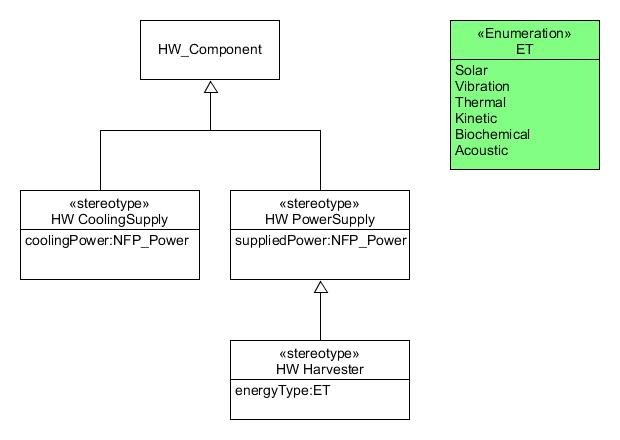 HW_Component
«Enumeration»
ET
Solar
Vibration
Thermal
Kinetic
Biochemical
Acoustic
«stereotype»
HW CoolingSupply
coolingPower:NFP_Power
«stereotype»
HW PowerSupply
suppliedPower:NFP_Power
«stereotype»
HW Harvester
energyType:ET